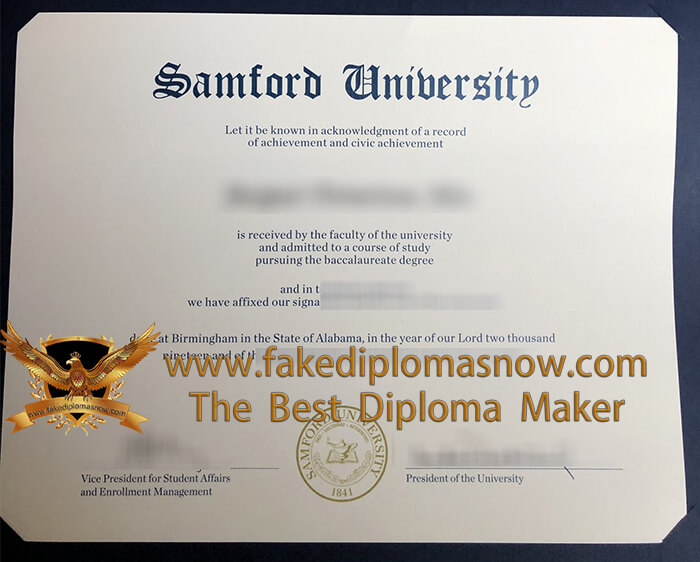 Samford University
Let it be known in acknowledgment of a record
of achievement and civic achievement
is received by the faculty of the university
and admitted to a course of study
pursuing the baccalaureate degree
and in
we have affixed our
at Birmingham in the State of Alabama, in the year of our Lord two thousand
nineteen and of
www.fakediplomasnow.com
www.fakediplomasnow.com
The Best Diploma Maker
SAMFORD UNIVERSITY
1841
Vice President for Student Affairs
and Enrollment Management
President of the University